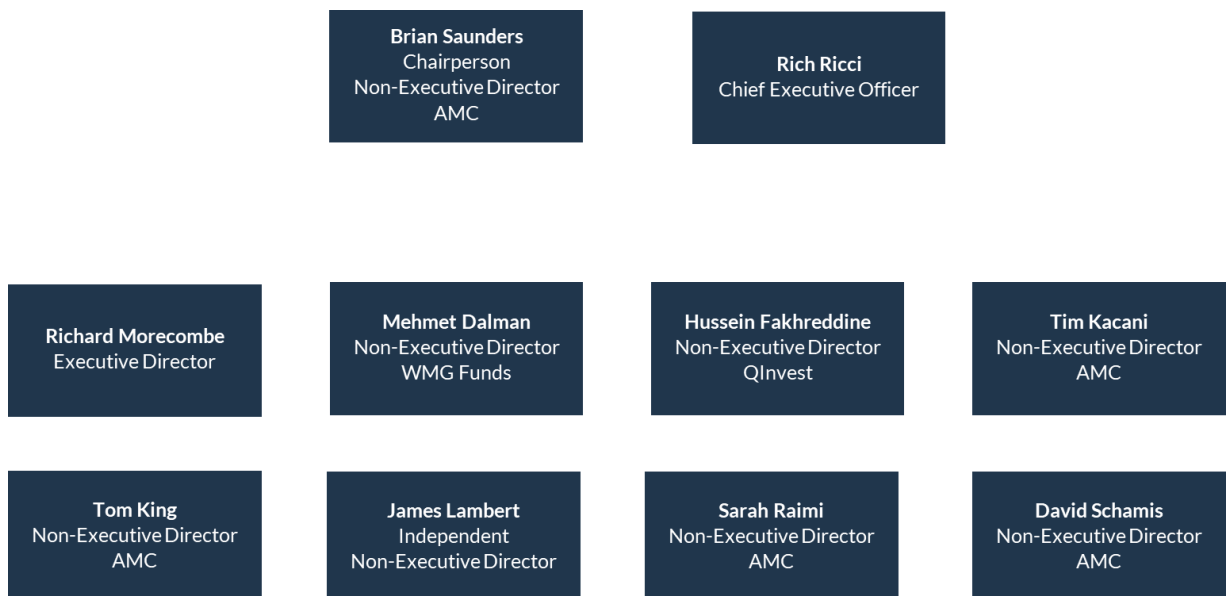 Brian Saunders
Chairperson
Non-Executive Director
AMC
Rich Ricci
Chief Executive Officer
Richard Morecombe
Executive Director
Mehmet Dalman
Non-Executive Director
WMG Funds
Hussein Fakhreddine
Non-Executive Director
QInvest
Tim Kacani
Non-Executive Director
AMC
Tom King
Non-Executive Director
AMC
James Lambert
Independent
Non-Executive Director
Sarah Raimi
Non-Executive Director
AMC
David Schamis
Non-Executive Director
AMC